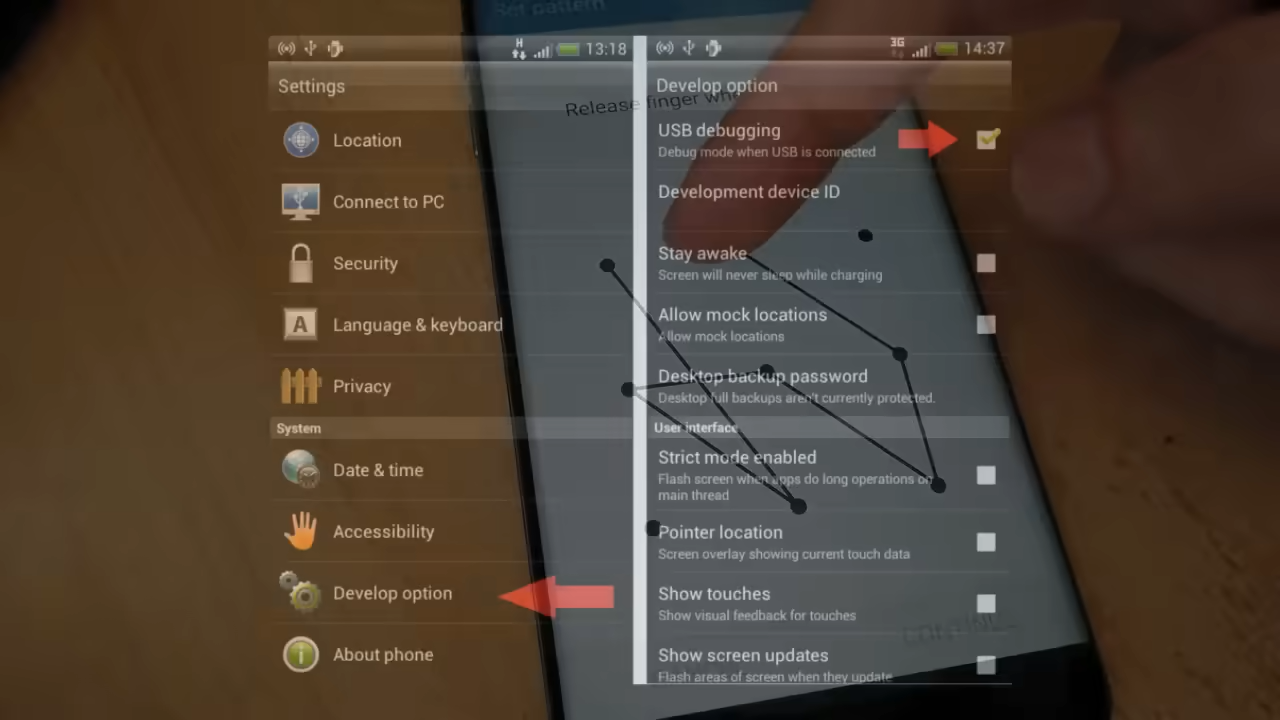 Set pattern
13:18
Settings
Location
Connect to PC
Security
A
Language & keyboard
Privacy
System
Date & time
Accessibility
Develop option
About phone
3G
14:37
Develop option
Release finger whe
USB debugging
Debug mode when USB is connected
Development device ID
Stay awake
Screen will never sleep while charging
Allow mock locations
Allow mock locations
Desktop backup password
Desktop full backups aren't currently protected.
User interface
Strict mode enabled
Flash screen when apps do long operations on
main thread
Pointer location
Screen overlay showing current touch data
Show touches
Show visual feedback for touches
Show screen updates
Flash areas of screen when they update